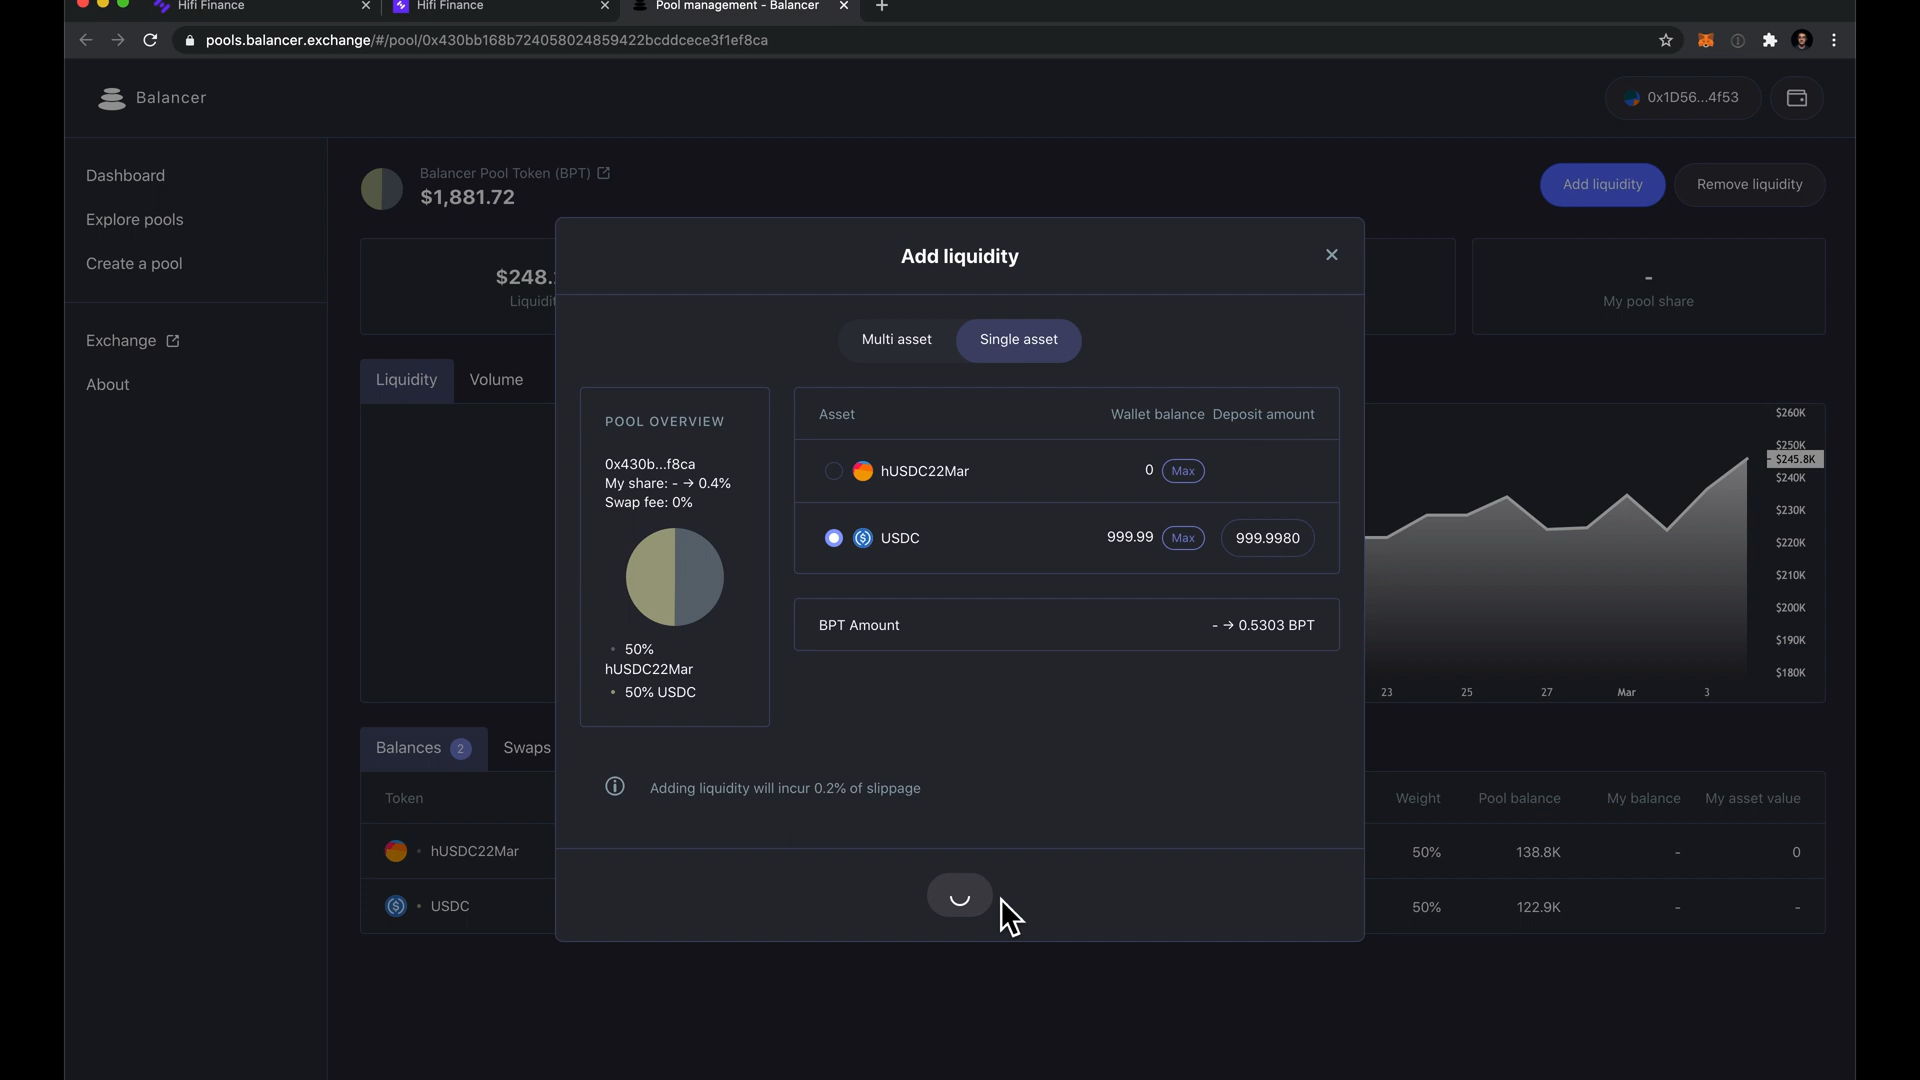 Hifi Finance
Hifi Finance
Pool management - Balancer
pools.balancer.exchange/#/pool/0x430bb168b724058024859422bcddcece3f1ef8ca
Balancer
0x1D56...4f53
Dashboard
Explore pools
Create a pool
Exchange
About
Balancer Pool Token (BPT)
$1,881.72
Add liquidity
Remove liquidity
$248.
Liquidit
-
My pool share
Liquidity
Volume
Add liquidity
Multi asset
Single asset
POOL OVERVIEW
0x430b...f8ca
My share: - → 0.4%
Swap fee: 0%
• 50%
hUSDC22Mar
• 50% USDC
Asset
Wallet balance
Deposit amount
hUSDC22Mar
0
Max
USDC
999.99
Max
999.9980
BPT Amount
- → 0.5303 BPT
Adding liquidity will incur 0.2% of slippage
$260K
$250K
$245.8K
$240K
$230K
$220K
$210K
$200K
$190K
$180K
23
25
27
Mar
3
Balances 2
Swaps
Token
Weight
Pool balance
My balance
My asset value
• hUSDC22Mar
50%
138.8K
-
0
• USDC
50%
122.9K
-
-